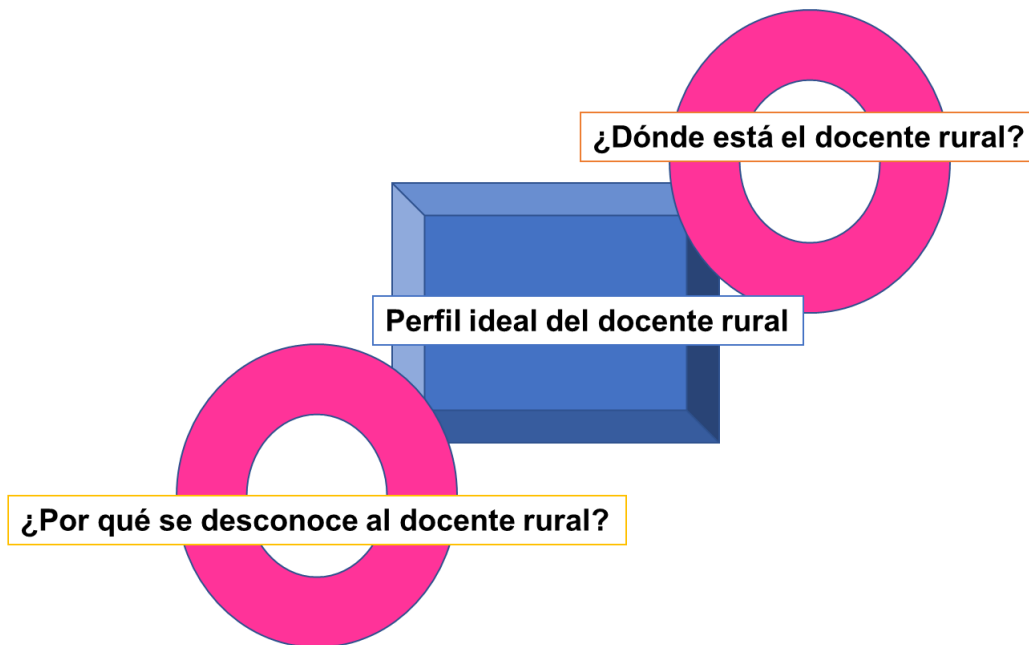 ¿Dónde está el docente rural?
Perfil ideal del docente rural
¿Por qué se desconoce al docente rural?